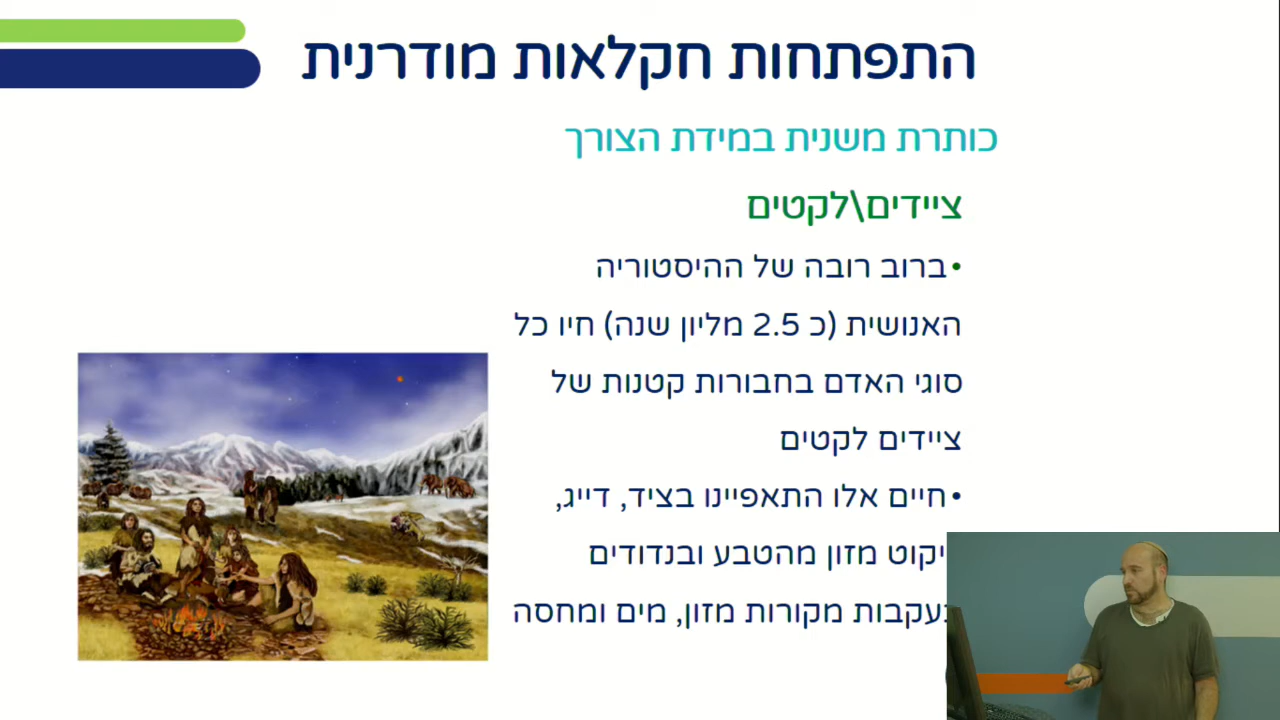 התפתחות חקלאות מודרנית
כותרת משנית במידת הצורך
ציידים\לקטים
•ברוב רובה של ההיסטוריה
האנושית (כ 2.5 מליון שנה) חיו כל
סוגי האדם בחבורות קטנות של
ציידים לקטים
•חיים אלו התאפיינו בציד, דייג,
מזון מהטבע ובנדודים
מקורות מזון, מים ומחסה